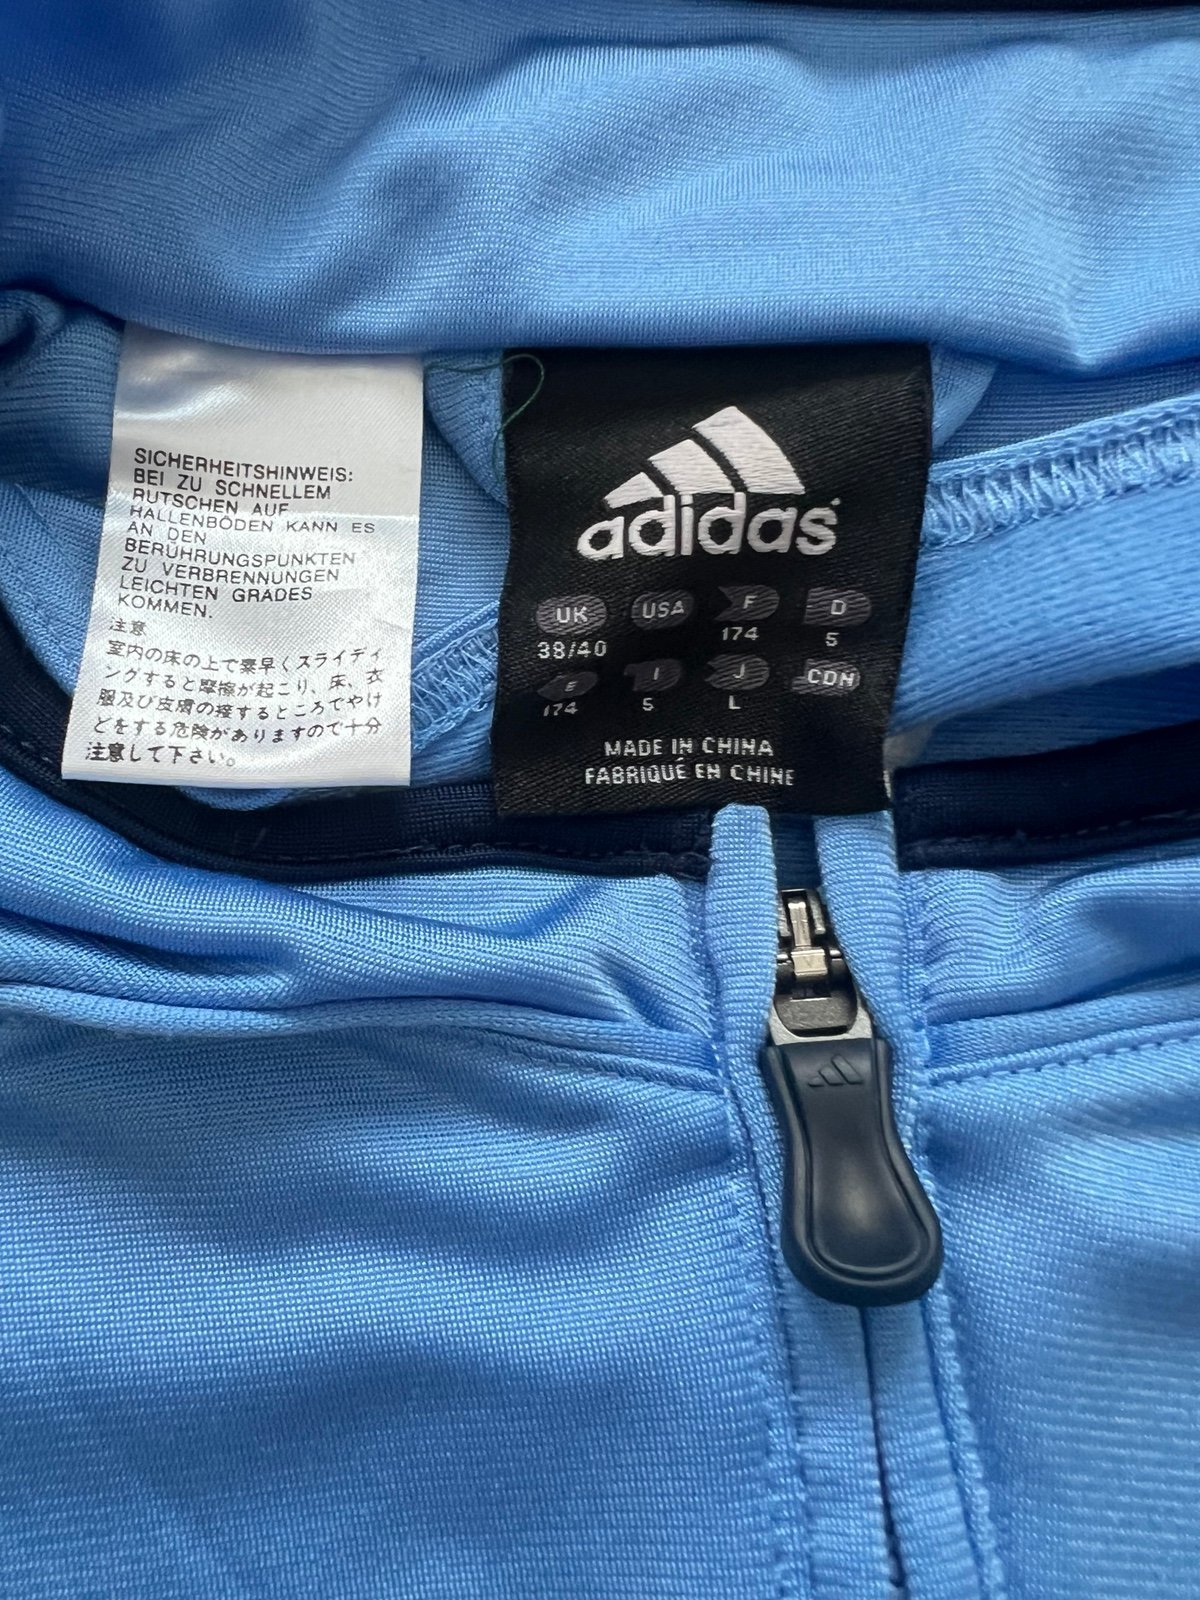 SICHERHEITSHINWEIS:
BEI ZU SCHNELLEM
RUTSCHEN AUF
HALLENBÖDEN KANN ES
AN DEN
BERÜHRUNGSPUNKTEN
ZU VERBRENNUNGEN
LEICHTEN GRADES
KOMMEN.
注意
室内の床の上で素早くスライディ
ングすると摩擦が起こり、床、衣
服及び皮膚の接するところでやけ
どをする危険がありますので十分
注意して下さい。
adidas
UK USA F D
38/40 174 5
E I J CDN
174 5 L
MADE IN CHINA
FABRIQUÉ EN CHINE